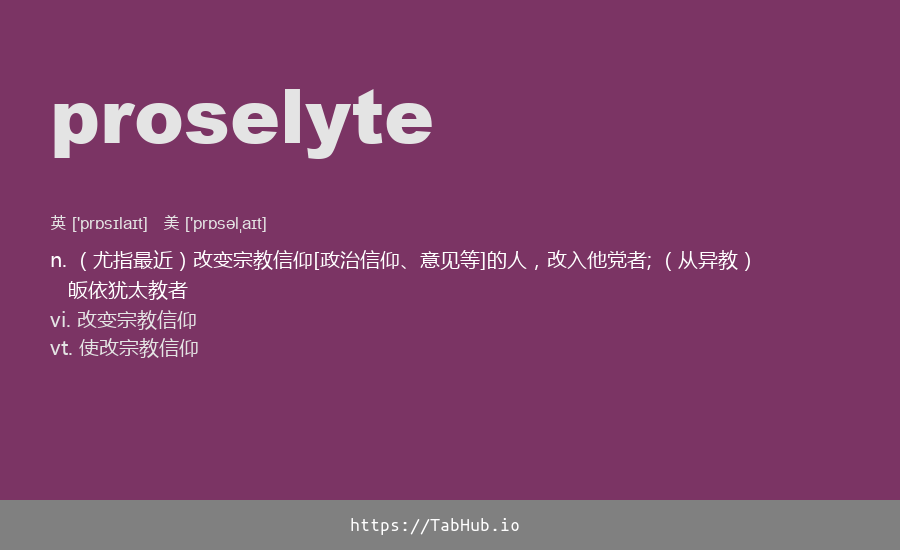 proselyte
英 ['prɒsɪlaɪt] 美 ['prɒsəlˌaɪt]
n. （尤指最近）改变宗教信仰[政治信仰、意见等]的人，改入他党者; （从异教）
皈依犹太教者
vi. 改变宗教信仰
vt. 使改宗教信仰
https://TabHub.io